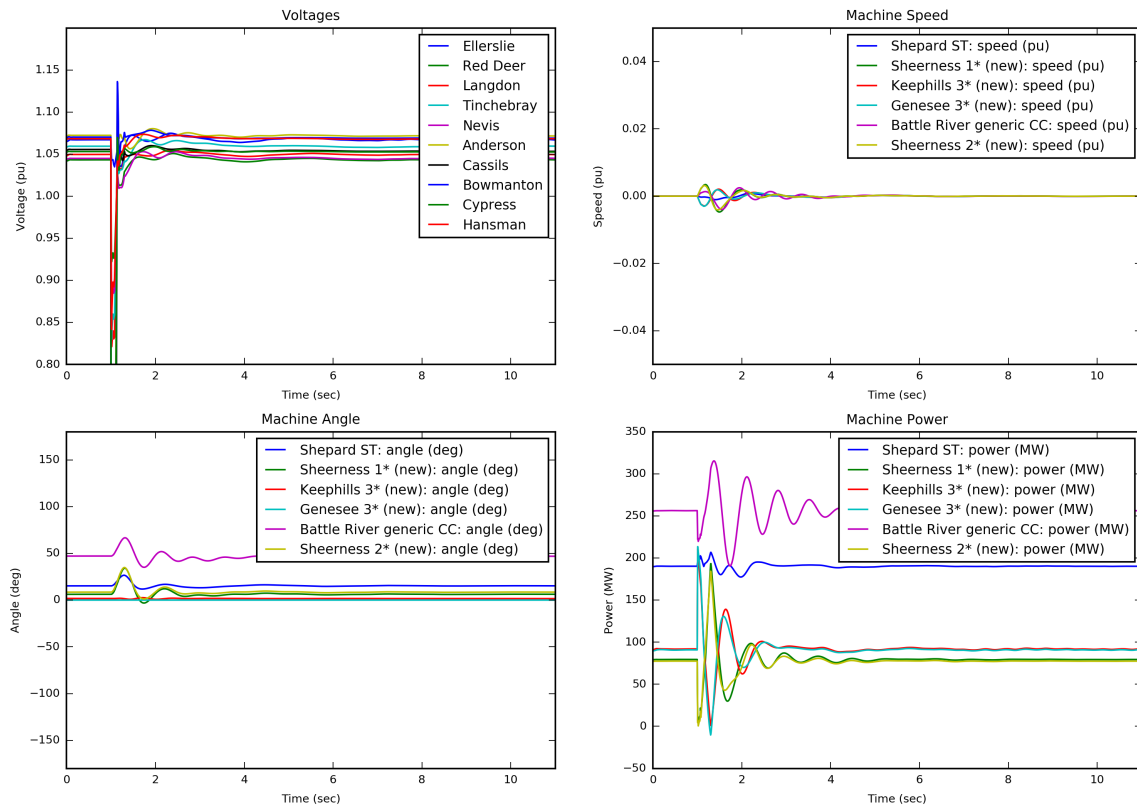 Voltages
1.15
1.10
1.05
1.00
0.95
0.90
0.85
0.80
Voltage (pu)
0
2
4
6
8
10
Time (sec)
Ellerslie
Red Deer
Langdon
Tinchebray
Nevis
Anderson
Cassils
Bowmanton
Cypress
Hansman
Machine Speed
0.04
0.02
0.00
−0.02
−0.04
Speed (pu)
0
2
4
6
8
10
Time (sec)
Shepard ST: speed (pu)
Sheerness 1* (new): speed (pu)
Keephills 3* (new): speed (pu)
Genesee 3* (new): speed (pu)
Battle River generic CC: speed (pu)
Sheerness 2* (new): speed (pu)
Machine Angle
150
100
50
0
−50
−100
−150
Angle (deg)
0
2
4
6
8
10
Time (sec)
Shepard ST: angle (deg)
Sheerness 1* (new): angle (deg)
Keephills 3* (new): angle (deg)
Genesee 3* (new): angle (deg)
Battle River generic CC: angle (deg)
Sheerness 2* (new): angle (deg)
Machine Power
350
300
250
200
150
100
50
0
−50
Power (MW)
0
2
4
6
8
10
Time (sec)
Shepard ST: power (MW)
Sheerness 1* (new): power (MW)
Keephills 3* (new): power (MW)
Genesee 3* (new): power (MW)
Battle River generic CC: power (MW)
Sheerness 2* (new): power (MW)